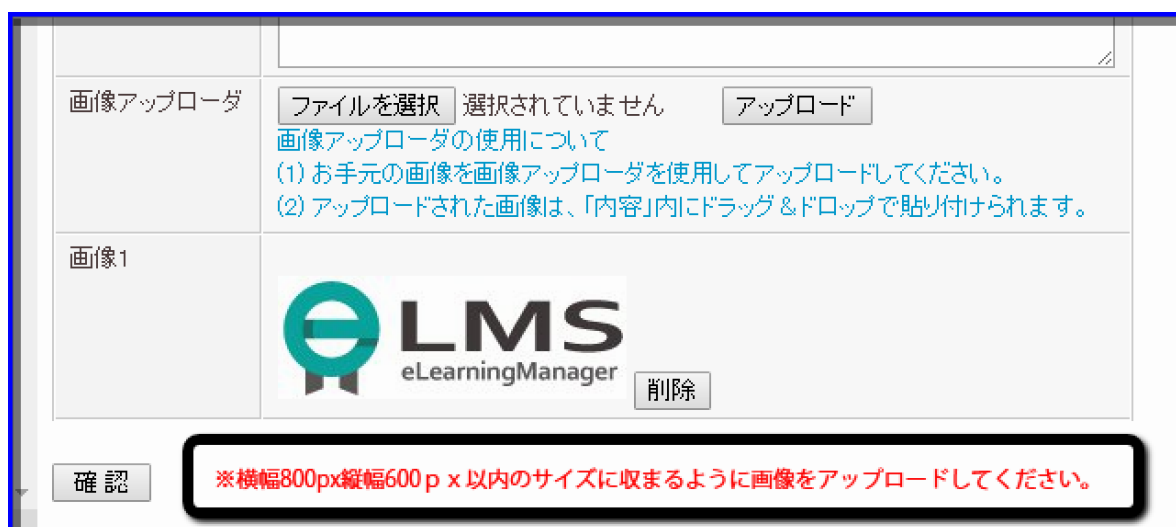 画像アップローダ
ファイルを選択 選択されていません アップロード
画像アップローダの使用について
(1) お手元の画像を画像アップローダを使用してアップロードしてください。
(2) アップロードされた画像は、「内容」内にドラッグ＆ドロップで貼り付けられます。
画像1
LMS
eLearningManager
削除
確認
※横幅800px縦幅600ｐｘ以内のサイズに収まるように画像をアップロードしてください。